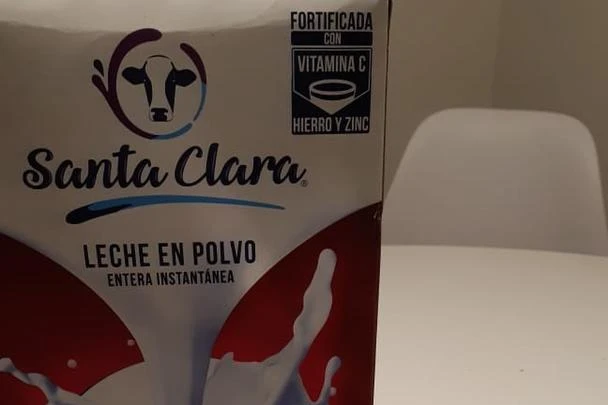 FORTIFICADA
CON
VITAMINA C
HIERRO Y ZINC
Santa Clara®
LECHE EN POLVO
ENTERA INSTANTÁNEA